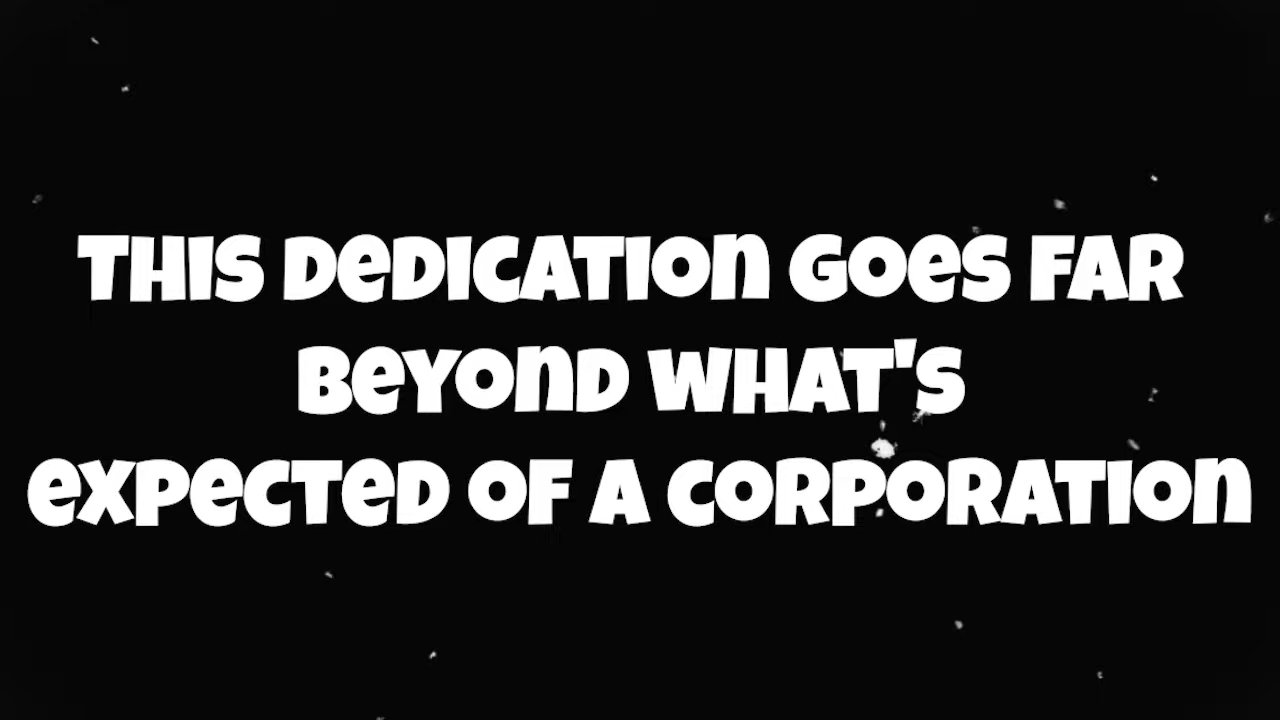 THIS DEDICATION GOES FAR
BEYOND WHAT'S
EXPECTED OF A CORPORATION